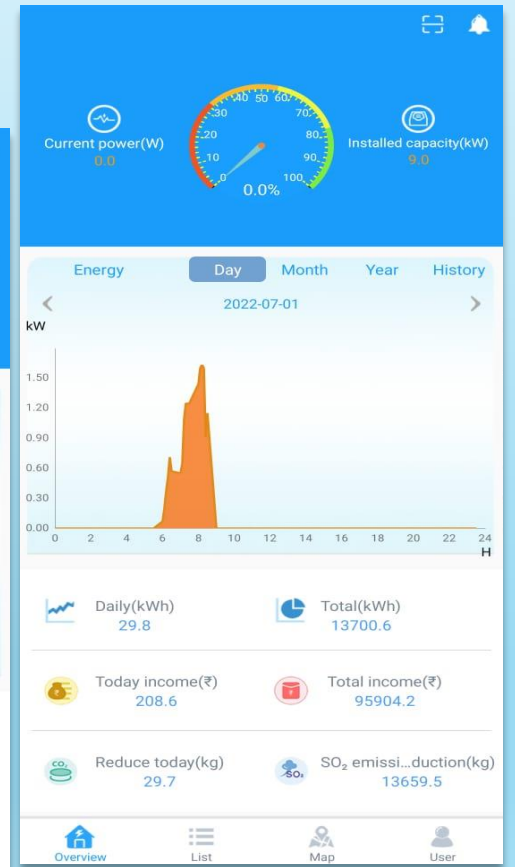 Current power(W)
0.0
0 10 20 30 40 50 60 70 80 90 100
0.0%
Installed capacity(kW)
9.0
Energy Day Month Year History
2022-07-01
kW
1.50
1.20
0.90
0.60
0.30
0.00
0 2 4 6 8 10 12 14 16 18 20 22 24
H
Daily(kWh) Total(kWh)
29.8 13700.6
Today income(₹) Total income(₹)
208.6 95904.2
CO₂ Reduce today(kg) SO₂ SO₂ emissi...duction(kg)
29.7 13659.5
Overview List Map User